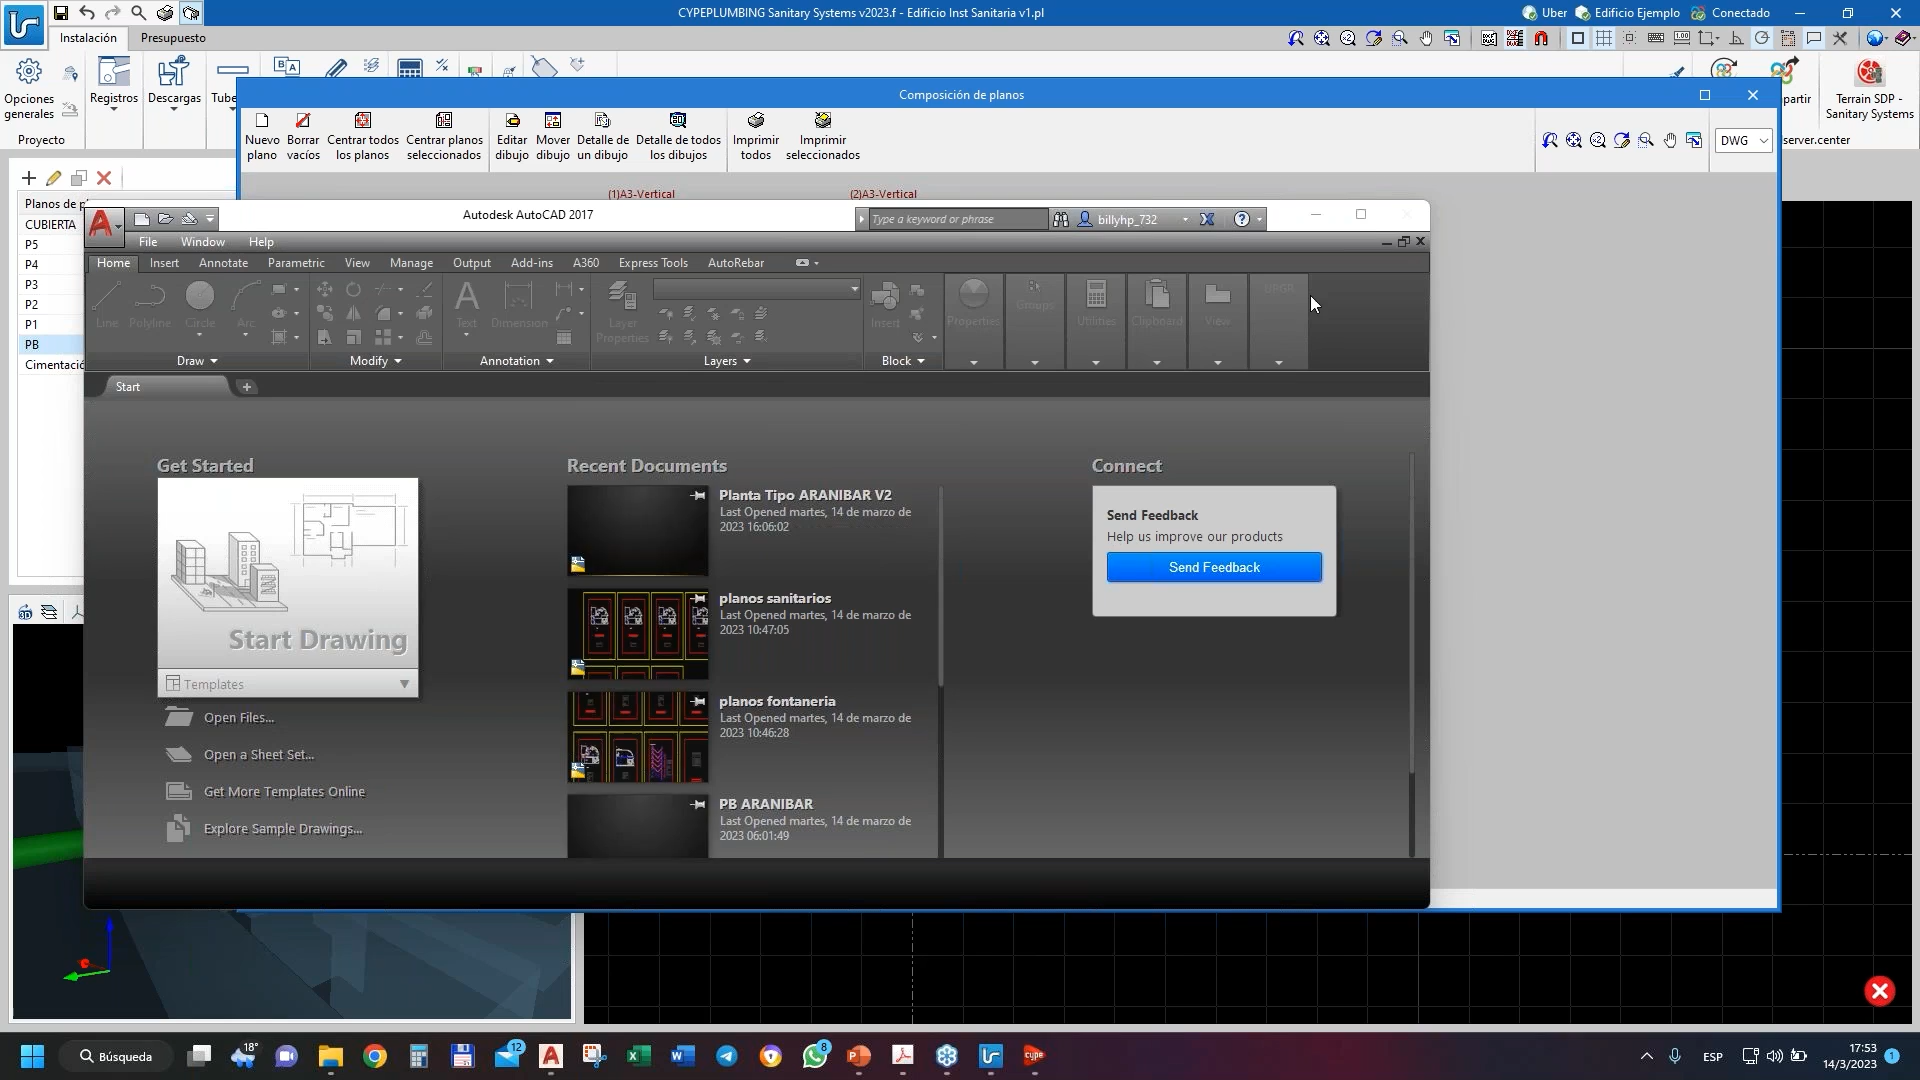 CYPEPLUMBING Sanitary Systems v2023.f - Edificio Inst Sanitaria v1.pl
Uber
Edificio Ejemplo
Conectado
Instalación
Presupuesto
Opciones generales
Registros
Descargas
Tube
Proyecto
Terrain SDP - Sanitary Systems
partir
server.center
Composición de planos
Nuevo plano
Borrar vacíos
Centrar todos los planos
Centrar planos seleccionados
Editar dibujo
Mover dibujo
Detalle de un dibujo
Detalle de todos los dibujos
Imprimir todos
Imprimir seleccionados
DWG
(1)A3-Vertical
(2)A3-Vertical
Planos de p
CUBIERTA
P5
P4
P3
P2
P1
PB
Cimentació
Autodesk AutoCAD 2017
Type a keyword or phrase
billyhp_732
File
Window
Help
Home
Insert
Annotate
Parametric
View
Manage
Output
Add-ins
A360
Express Tools
AutoRebar
Line
Polyline
Circle
Arc
Text
Dimension
Layer Properties
Insert
Properties
Groups
Utilities
Clipboard
View
Draw
Modify
Annotation
Layers
Block
Start
Get Started
Start Drawing
Templates
Open Files...
Open a Sheet Set...
Get More Templates Online
Explore Sample Drawings...
Recent Documents
Planta Tipo ARANIBAR V2
Last Opened martes, 14 de marzo de
2023 16:06:02
planos sanitarios
Last Opened martes, 14 de marzo de
2023 10:47:05
planos fontaneria
Last Opened martes, 14 de marzo de
2023 10:46:28
PB ARANIBAR
Last Opened martes, 14 de marzo de
2023 06:01:49
Connect
Send Feedback
Help us improve our products
Send Feedback
Búsqueda
18°
12
8
cype
ESP
17:53
14/3/2023
1